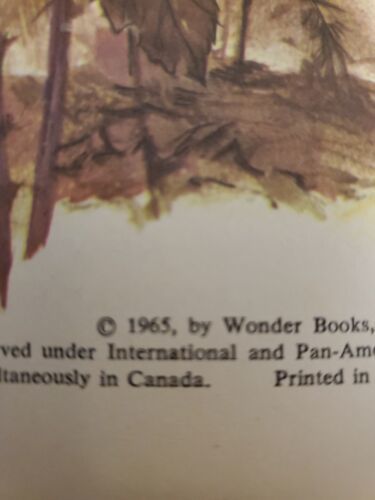 © 1965, by Wonder Books,
ved under International and Pan-Ame
ltaneously in Canada. Printed in